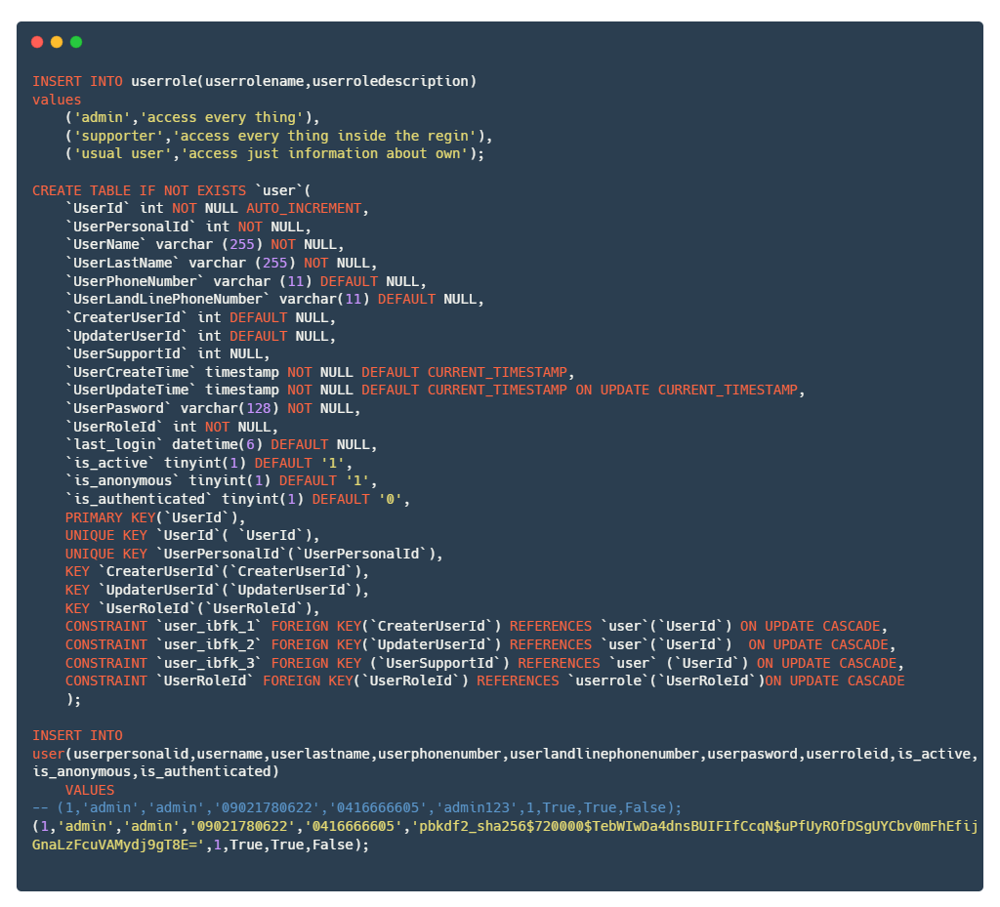 INSERT INTO userrole(userrolename,userroledescription)
values
    ('admin','access every thing'),
    ('supporter','access every thing inside the regin'),
    ('usual user','access just information about own');

CREATE TABLE IF NOT EXISTS `user`(
    `UserId` int NOT NULL AUTO_INCREMENT,
    `UserPersonalId` int NOT NULL,
    `UserName` varchar (255) NOT NULL,
    `UserLastName` varchar (255) NOT NULL,
    `UserPhoneNumber` varchar (11) DEFAULT NULL,
    `UserLandLinePhoneNumber` varchar(11) DEFAULT NULL,
    `CreaterUserId` int DEFAULT NULL,
    `UpdaterUserId` int DEFAULT NULL,
    `UserSupportId` int NULL,
    `UserCreateTime` timestamp NOT NULL DEFAULT CURRENT_TIMESTAMP,
    `UserUpdateTime` timestamp NOT NULL DEFAULT CURRENT_TIMESTAMP ON UPDATE CURRENT_TIMESTAMP,
    `UserPasword` varchar(128) NOT NULL,
    `UserRoleId` int NOT NULL,
    `last_login` datetime(6) DEFAULT NULL,
    `is_active` tinyint(1) DEFAULT '1',
    `is_anonymous` tinyint(1) DEFAULT '1',
    `is_authenticated` tinyint(1) DEFAULT '0',
    PRIMARY KEY(`UserId`),
    UNIQUE KEY `UserId`( `UserId`),
    UNIQUE KEY `UserPersonalId`(`UserPersonalId`),
    KEY `CreaterUserId`(`CreaterUserId`),
    KEY `UpdaterUserId`(`UpdaterUserId`),
    KEY `UserRoleId`(`UserRoleId`),
    CONSTRAINT `user_ibfk_1` FOREIGN KEY(`CreaterUserId`) REFERENCES `user`(`UserId`) ON UPDATE CASCADE,
    CONSTRAINT `user_ibfk_2` FOREIGN KEY(`UpdaterUserId`) REFERENCES `user`(`UserId`)  ON UPDATE CASCADE,
    CONSTRAINT `user_ibfk_3` FOREIGN KEY (`UserSupportId`) REFERENCES `user` (`UserId`) ON UPDATE CASCADE,
    CONSTRAINT `UserRoleId` FOREIGN KEY(`UserRoleId`) REFERENCES `userrole`(`UserRoleId`)ON UPDATE CASCADE
    );

INSERT INTO
user(userpersonalid,username,userlastname,userphonenumber,userlandlinephonenumber,userpasword,userroleid,is_active,
is_anonymous,is_authenticated)
    VALUES
-- (1,'admin','admin','09021780622','0416666605','admin123',1,True,True,False);
(1,'admin','admin','09021780622','0416666605','pbkdf2_sha256$720000$TebWIwDa4dnsBUIFIfCcqN$uPfUyROfDSgUYCbv0mFhEfij
GnaLzFcuVAMydj9gT8E=',1,True,True,False);